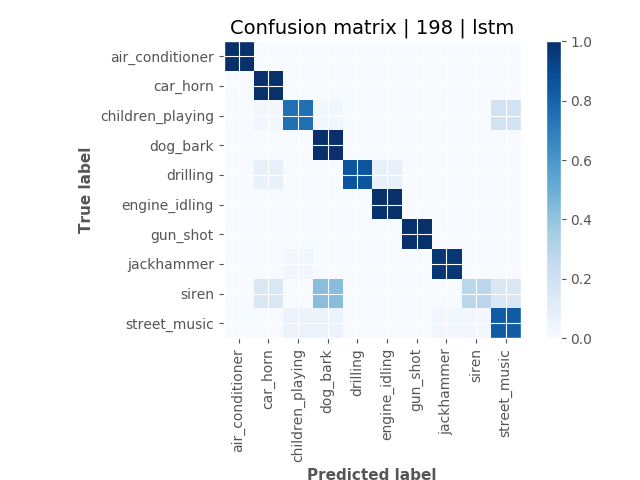 Confusion matrix | 198 | lstm
air_conditioner
car_horn
children_playing
dog_bark
drilling
engine_idling
gun_shot
jackhammer
siren
street_music
True label
air_conditioner
car_horn
children_playing
dog_bark
drilling
engine_idling
gun_shot
jackhammer
siren
street_music
Predicted label
1.0
0.8
0.6
0.4
0.2
0.0